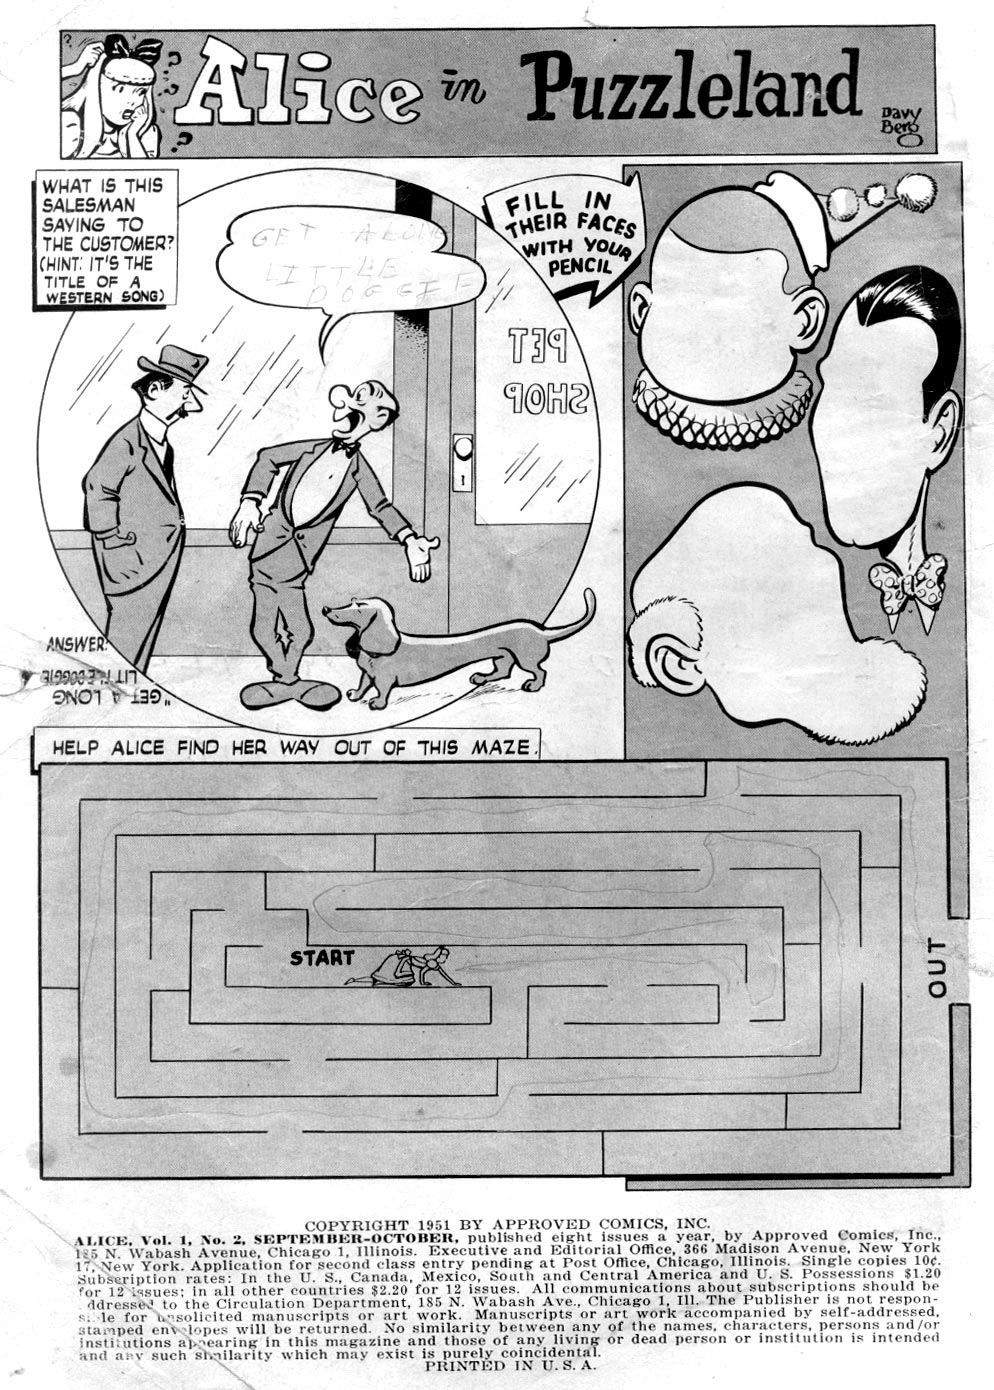 Alice in Puzzleland
Davy Berg
WHAT IS THIS
SALESMAN
SAYING TO
THE CUSTOMER?
(HINT: IT'S THE
TITLE OF A
WESTERN SONG)
GET ALONG
LITTLE
DOGGIE
FILL IN
THEIR FACES
WITH YOUR
PENCIL
PET
SHOP
ANSWER:
"GET A LONG
LITTLE DOGGIE"
HELP ALICE FIND HER WAY OUT OF THIS MAZE.
START
OUT
COPYRIGHT 1951 BY APPROVED COMICS, INC.
ALICE, Vol. 1, No. 2, SEPTEMBER-OCTOBER, published eight issues a year, by Approved Comics, Inc.,
185 N. Wabash Avenue, Chicago 1, Illinois. Executive and Editorial Office, 366 Madison Avenue, New York
17, New York. Application for second class entry pending at Post Office, Chicago, Illinois. Single copies 10¢.
Subscription rates: In the U. S., Canada, Mexico, South and Central America and U. S. Possessions $1.20
for 12 issues; in all other countries $2.20 for 12 issues. All communications about subscriptions should be
addressed to the Circulation Department, 185 N. Wabash Ave., Chicago 1, Ill. The Publisher is not respon-
sible for unsolicited manuscripts or art work. Manuscripts or art work accompanied by self-addressed,
stamped envelopes will be returned. No similarity between any of the names, characters, persons and/or
institutions appearing in this magazine and those of any living or dead person or institution is intended
and any such similarity which may exist is purely coincidental.
PRINTED IN U. S. A.